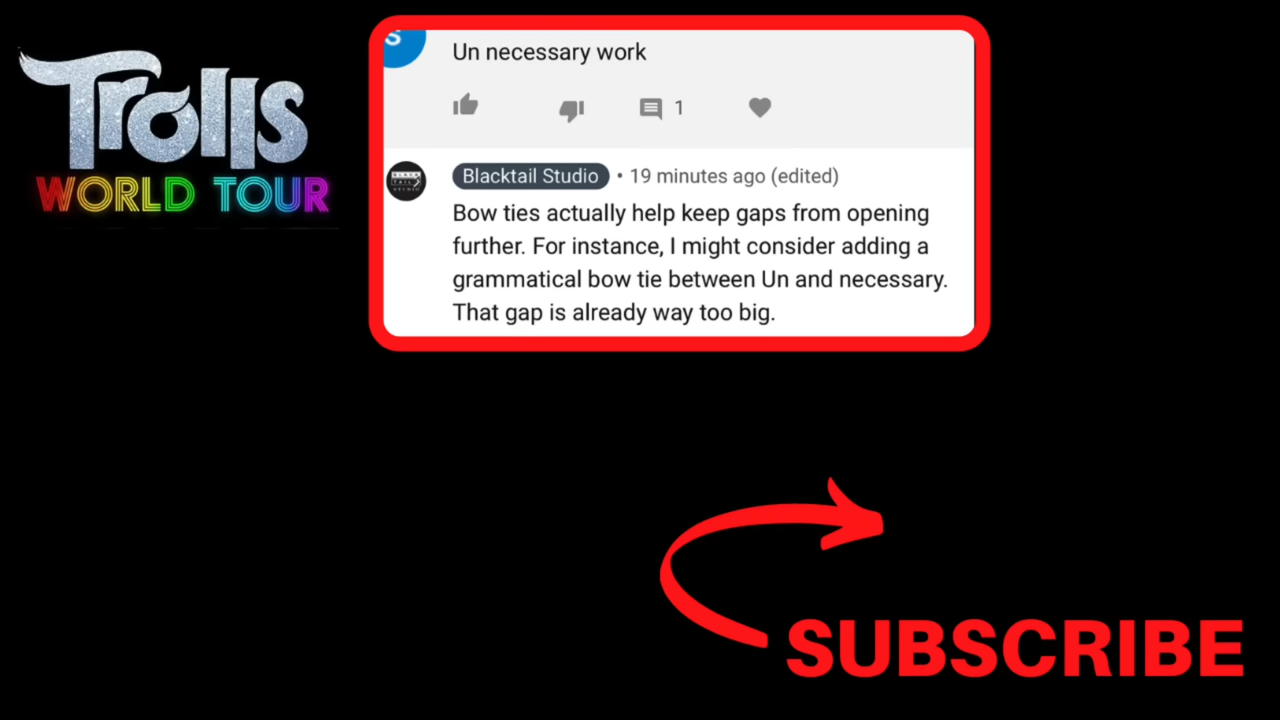 Trolls
WORLD TOUR
S
Un necessary work
1
Blacktail Studio • 19 minutes ago (edited)
Bow ties actually help keep gaps from opening
further. For instance, I might consider adding a
grammatical bow tie between Un and necessary.
That gap is already way too big.
SUBSCRIBE